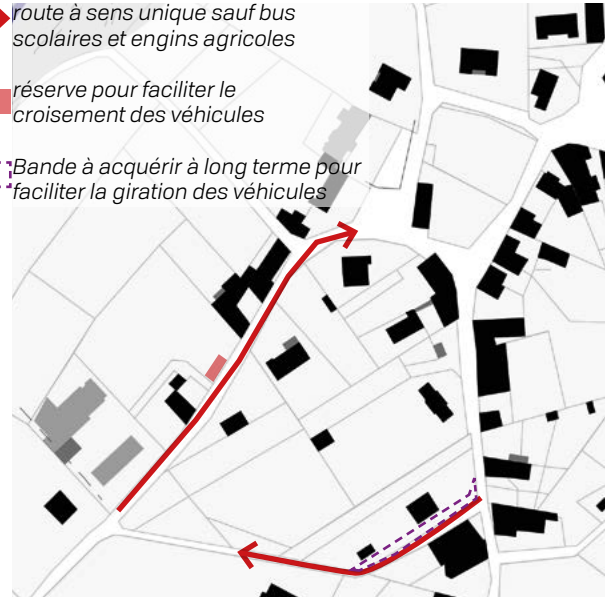 route à sens unique sauf bus
scolaires et engins agricoles
réserve pour faciliter le
croisement des véhicules
Bande à acquérir à long terme pour
faciliter la giration des véhicules